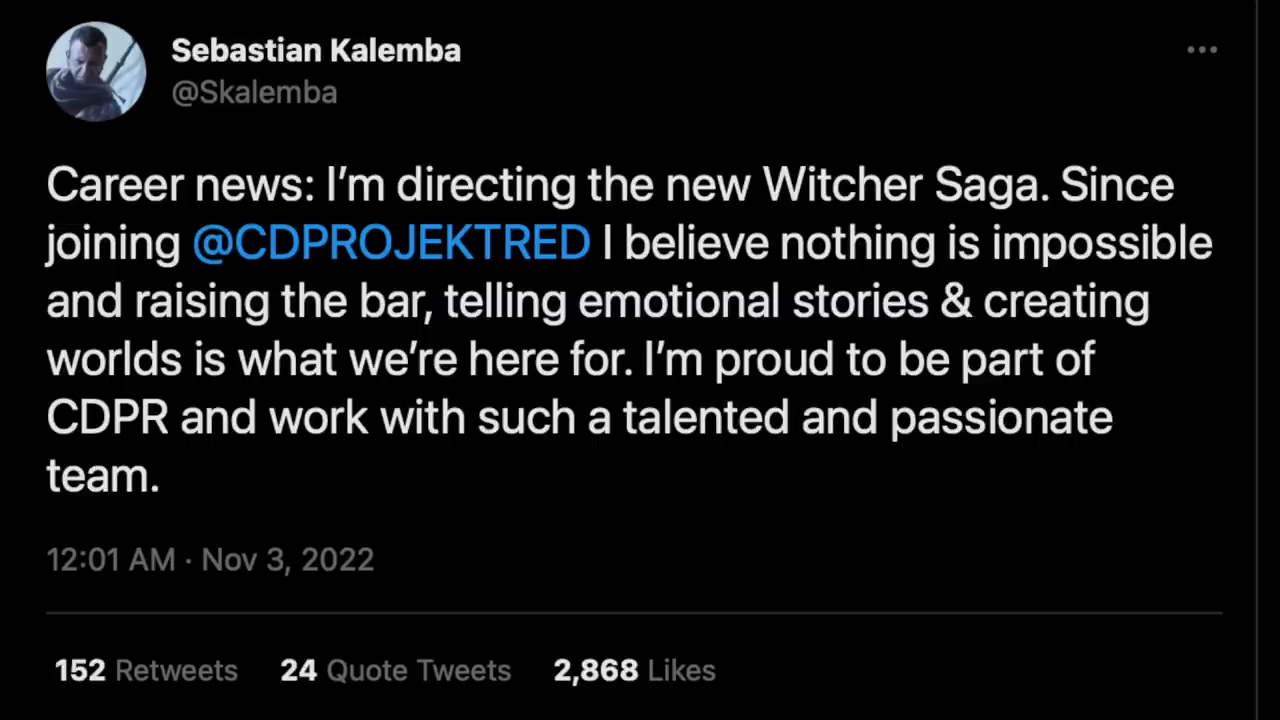 Sebastian Kalemba
@Skalemba
Career news: I’m directing the new Witcher Saga. Since
joining @CDPROJEKTRED I believe nothing is impossible
and raising the bar, telling emotional stories & creating
worlds is what we’re here for. I’m proud to be part of
CDPR and work with such a talented and passionate
team.
12:01 AM · Nov 3, 2022
152 Retweets 24 Quote Tweets 2,868 Likes